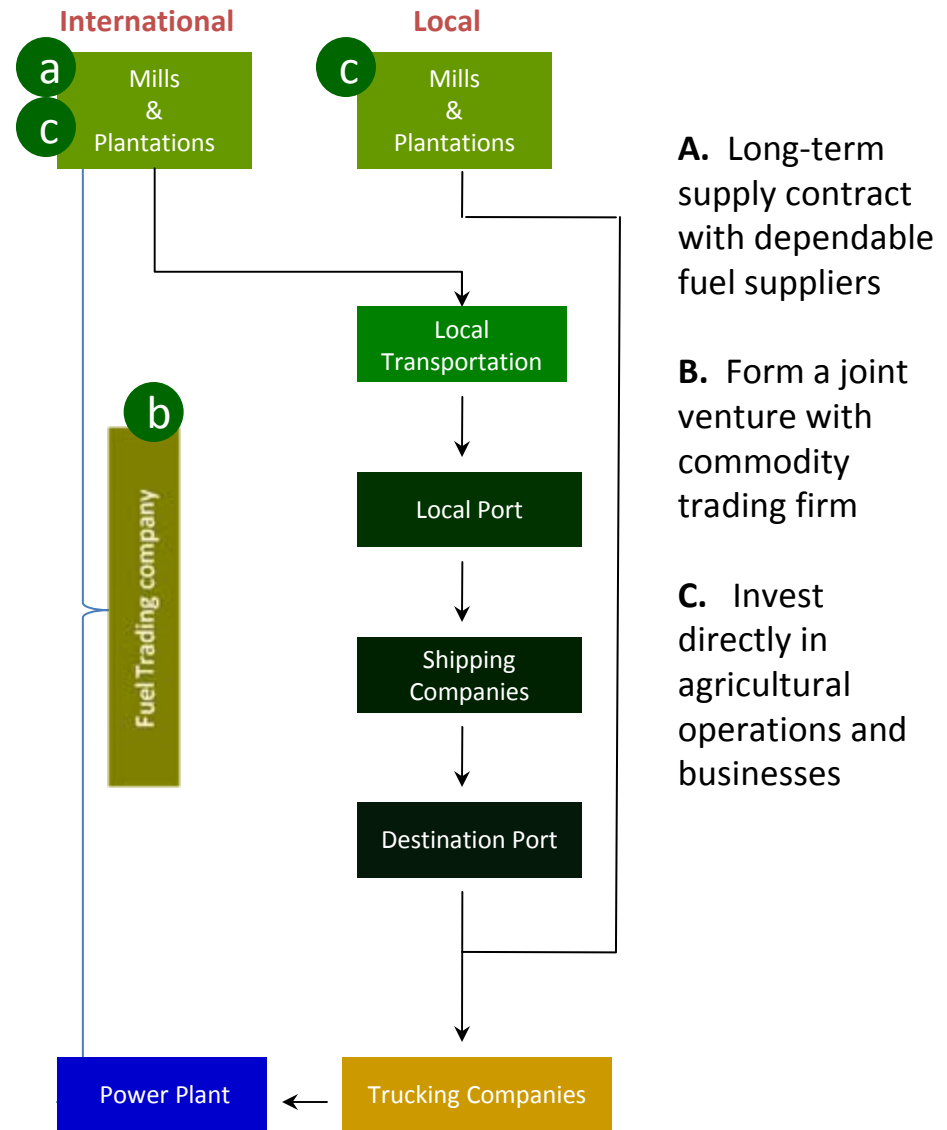 International
Local
a
c
Mills
&
Plantations
c
Mills
&
Plantations
Local
Transportation
b
Fuel Trading company
Local Port
Shipping
Companies
Destination Port
Power Plant
Trucking Companies
A. Long-term
supply contract
with dependable
fuel suppliers
B. Form a joint
venture with
commodity
trading firm
C. Invest
directly in
agricultural
operations and
businesses